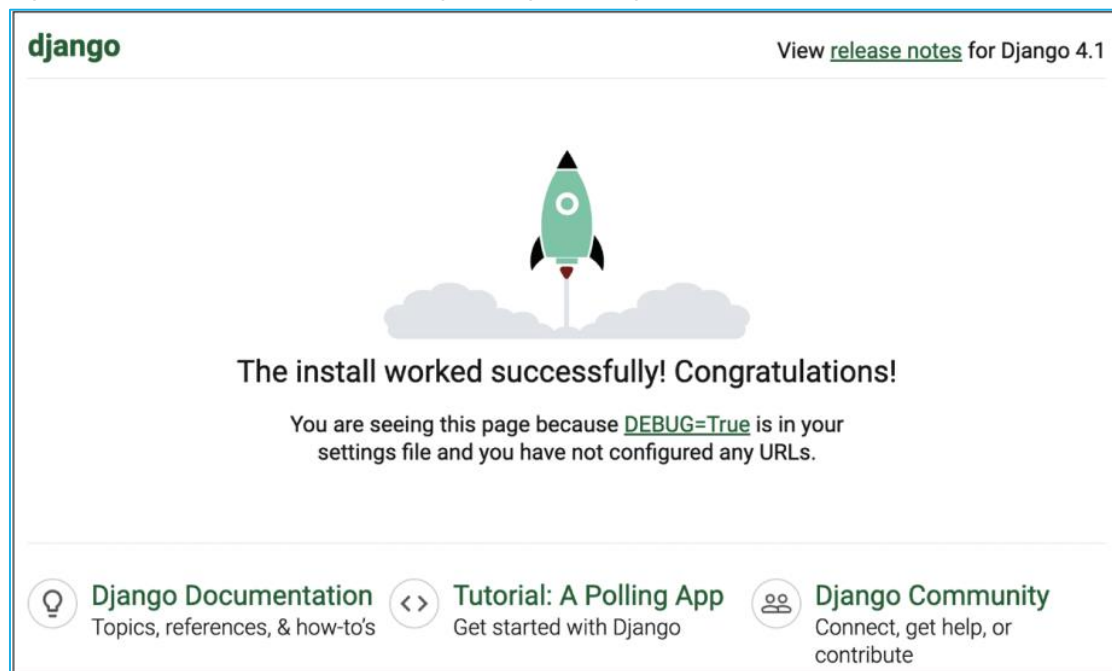 django
View release notes for Django 4.1
The install worked successfully! Congratulations!
You are seeing this page because DEBUG=True is in your
settings file and you have not configured any URLs.
Django Documentation
Topics, references, & how-to's
Tutorial: A Polling App
Get started with Django
Django Community
Connect, get help, or
contribute